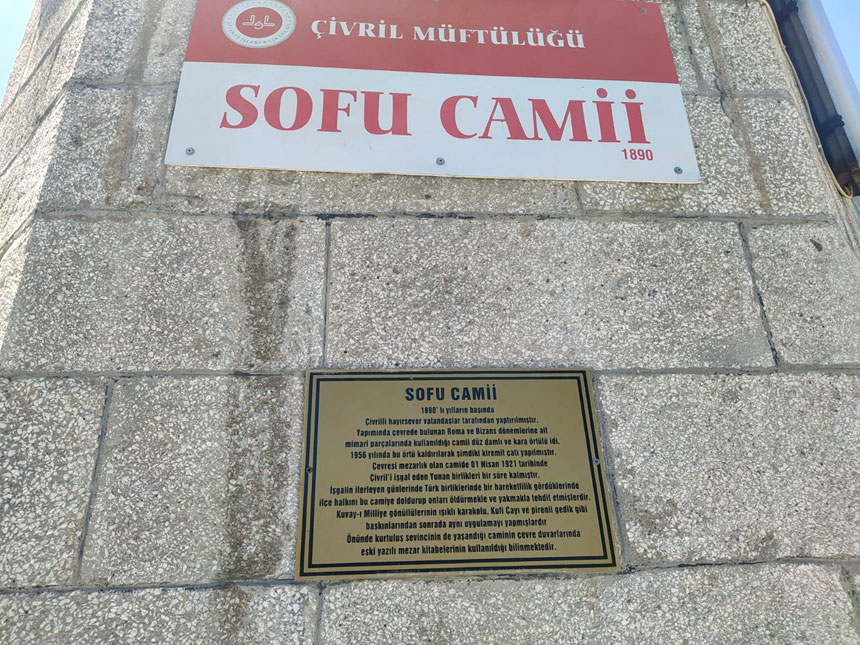 ÇİVRİL MÜFTÜLÜĞÜ
SOFU CAMİİ
1890
SOFU CAMİİ
1890' lı yılların başında
Çivrilli hayırsever vatandaşlar tarafından yaptırılmıştır.
Yapımında çevrede bulunan Roma ve Bizans dönemlerine ait
mimari parçalarında kullanıldığı camii düz damlı ve kara örtülü idi.
1956 yılında bu örtü kaldırılarak şimdiki kiremit çatı yapılmıştır.
Çevresi mezarlık olan camide 01 Nisan 1921 tarihinde
Çivril'i işgal eden Yunan birlikleri bir süre kalmıştır.
İşgalin ilerleyen günlerinde Türk birliklerinde bir hareketlilik gördüklerinde
ilçe halkını bu camiye doldurup onları öldürmekle ve yakmakla tehdit etmişlerdir.
Kuvay-ı Milliye gönüllülerinin ışıklı karakolu, Kufi Çayı ve pirenli gedik gibi
baskınlarından sonrada aynı uygulamayı yapmışlardır
Önünde kurtuluş sevincinin de yaşandığı caminin çevre duvarlarında
eski yazılı mezar kitabelerinin kullanıldığı bilinmektedir.